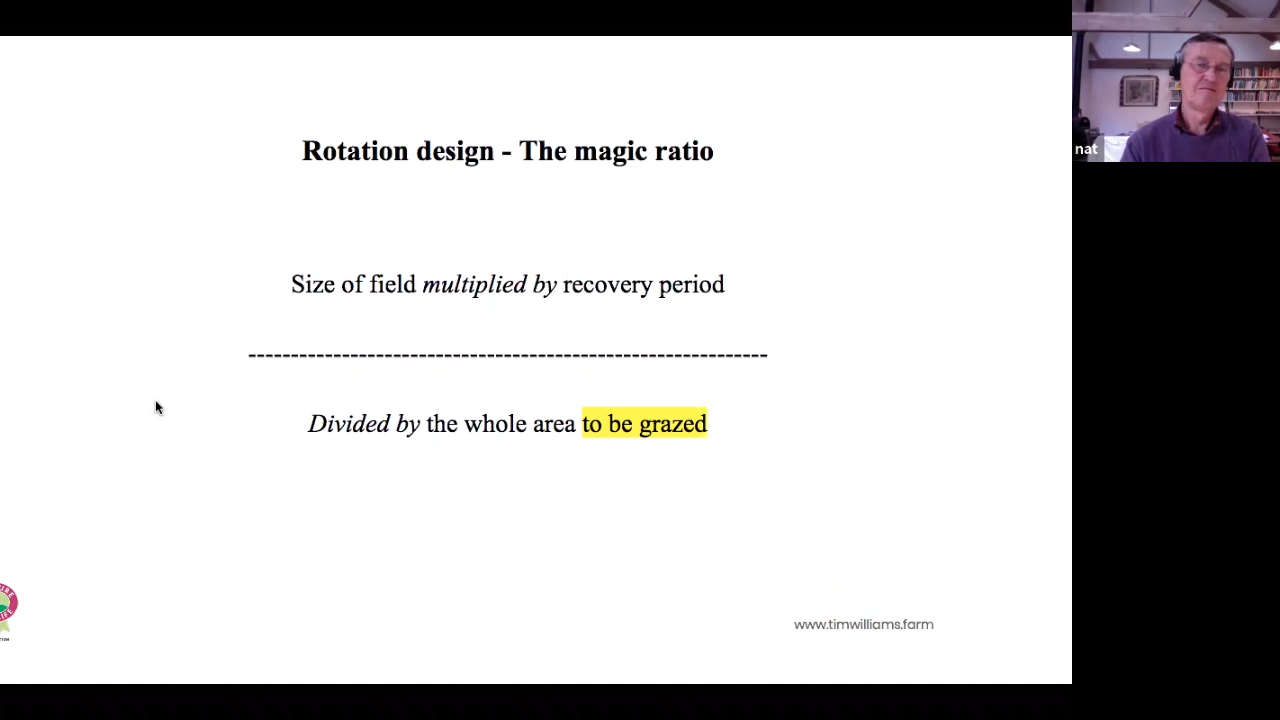 Rotation design - The magic ratio
Size of field multiplied by recovery period
--------------------------------------------------------------
Divided by the whole area to be grazed
www.timwilliams.farm
nat